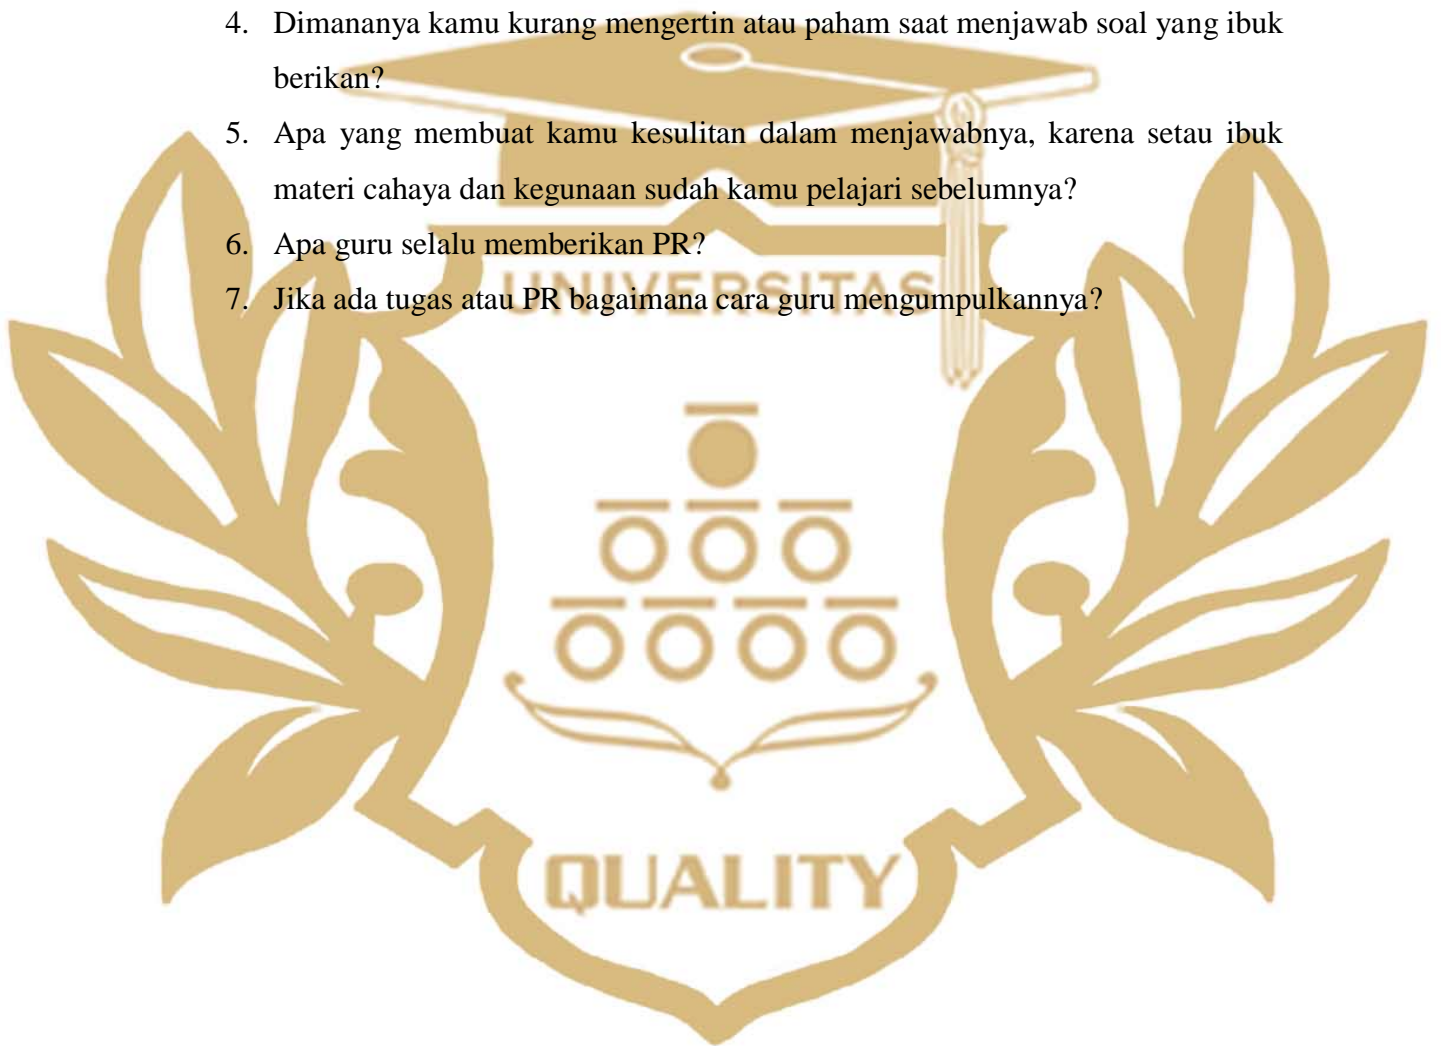 4. Dimananya kamu kurang mengertin atau paham saat menjawab soal yang ibuk
berikan?
5. Apa yang membuat kamu kesulitan dalam menjawabnya, karena setau ibuk
materi cahaya dan kegunaan sudah kamu pelajari sebelumnya?
6. Apa guru selalu memberikan PR?
UNIVERSITAS
7. Jika ada tugas atau PR bagaimana cara guru mengumpulkannya?
QUALITY